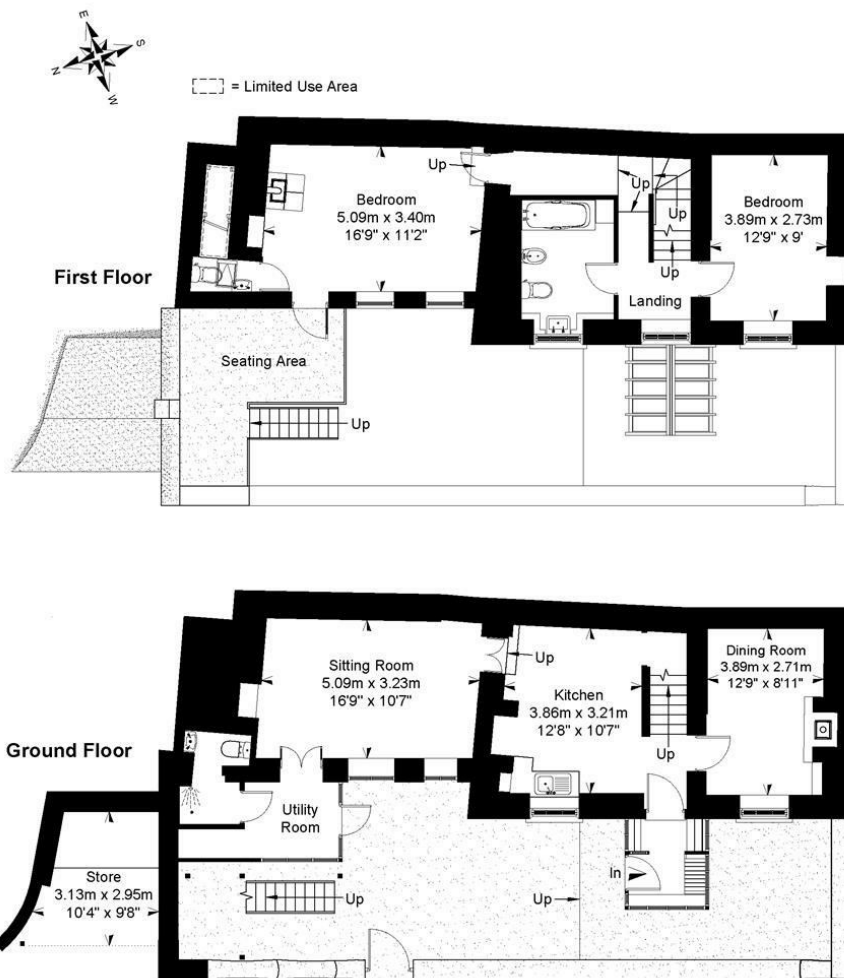 E
S
N
W
= Limited Use Area
First Floor
Bedroom
5.09m x 3.40m
16'9" x 11'2"
Up
Up
Up
Up
Bedroom
3.89m x 2.73m
12'9" x 9'
Landing
Seating Area
Up
Ground Floor
Sitting Room
5.09m x 3.23m
16'9" x 10'7"
Up
Kitchen
3.86m x 3.21m
12'8" x 10'7"
Up
Dining Room
3.89m x 2.71m
12'9" x 8'11"
Utility
Room
Store
3.13m x 2.95m
10'4" x 9'8"
Up
Up
In